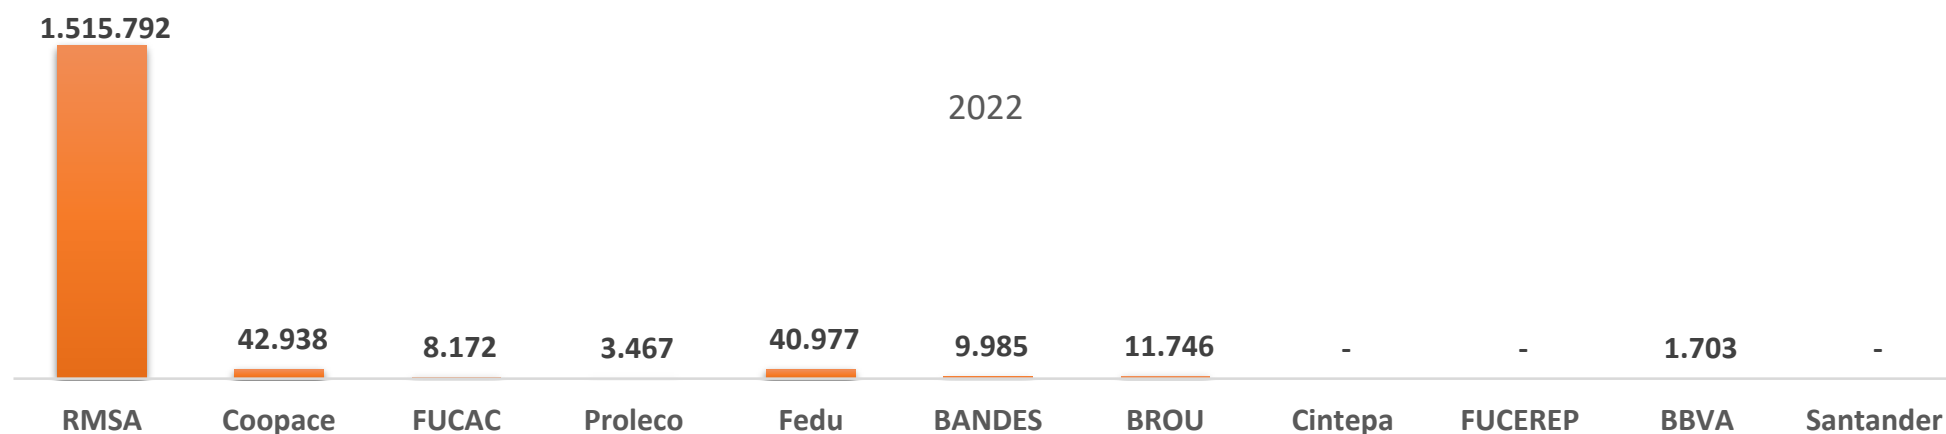 1.515.792
2022
42.938 8.172 3.467 40.977 9.985 11.746 - - 1.703 -
RMSA Coopace FUCAC Proleco Fedu BANDES BROU Cintepa FUCEREP BBVA Santander